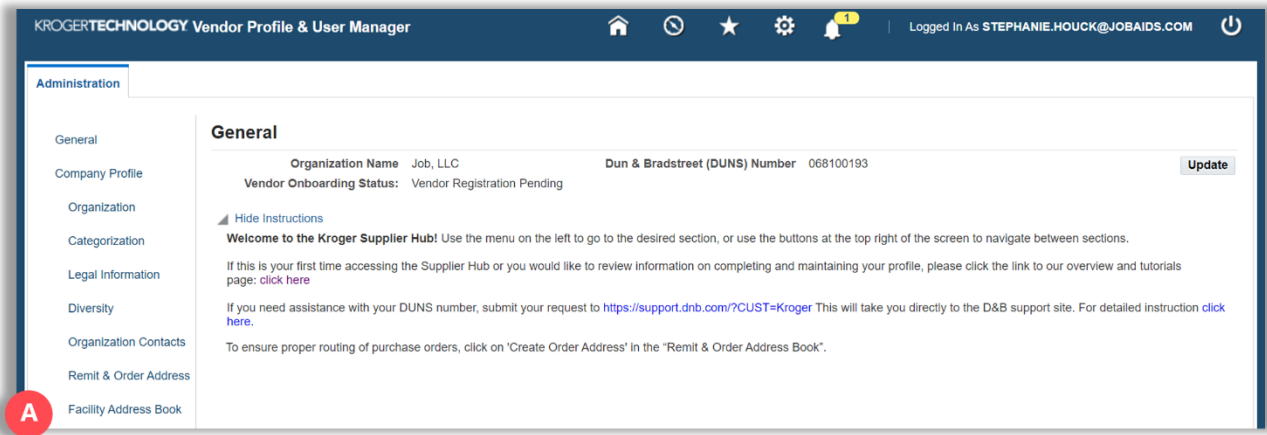 KROGERTECHNOLOGY. Vendor Profile & User Manager
1
Logged In As STEPHANIE.HOUCK@JOBAIDS.COM
Administration
General
Company Profile
Organization
Categorization
Legal Information
Diversity
Organization Contacts
Remit & Order Address
Facility Address Book
General
Organization Name Job, LLC Dun & Bradstreet (DUNS) Number 068100193
Update
Vendor Onboarding Status: Vendor Registration Pending
Hide Instructions
Welcome to the Kroger Supplier Hub! Use the menu on the left to go to the desired section, or use the buttons at the top right of the screen to navigate between sections.
If this is your first time accessing the Supplier Hub or you would like to review information on completing and maintaining your profile, please click the link to our overview and tutorials
page: click here
If you need assistance with your DUNS number, submit your request to https://support.dnb.com/?CUST=Kroger This will take you directly to the D&B support site. For detailed instruction click
here.
To ensure proper routing of purchase orders, click on 'Create Order Address' in the “Remit & Order Address Book”.
A